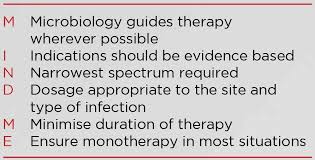 M Microbiology guides therapy
wherever possible
I Indications should be evidence based
N Narrowest spectrum required
D Dosage appropriate to the site and
type of infection
M Minimise duration of therapy
E Ensure monotherapy in most situations